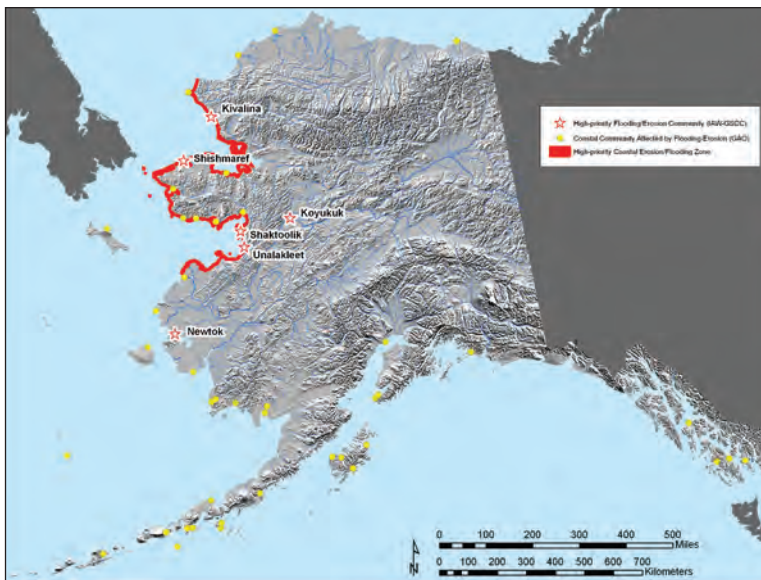 Kivalina
High-priority Flooding/Erosion Community (IAW-GSCC)
Coastal Community Affected by Flooding/Erosion (GAO)
High-priority Coastal Erosion/Flooding Zone
Shishmaref
Koyukuk
Shaktoolik
Unalakleet
Newtok
0 100 200 300 400 500
Miles
0 100 200 300 400 500 600 700
Kilometers
N